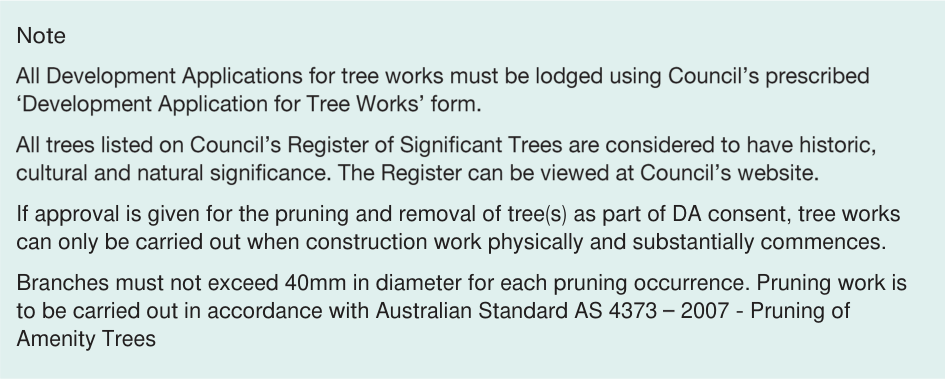 Note
All Development Applications for tree works must be lodged using Council’s prescribed
‘Development Application for Tree Works’ form.
All trees listed on Council’s Register of Significant Trees are considered to have historic,
cultural and natural significance. The Register can be viewed at Council’s website.
If approval is given for the pruning and removal of tree(s) as part of DA consent, tree works
can only be carried out when construction work physically and substantially commences.
Branches must not exceed 40mm in diameter for each pruning occurrence. Pruning work is
to be carried out in accordance with Australian Standard AS 4373 – 2007 - Pruning of
Amenity Trees